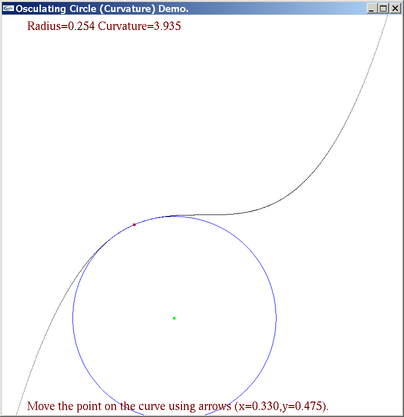 Osculating Circle (Curvature) Demo.
Radius=0.254 Curvature=3.935
Move the point on the curve using arrows (x=0.330,y=0.475).